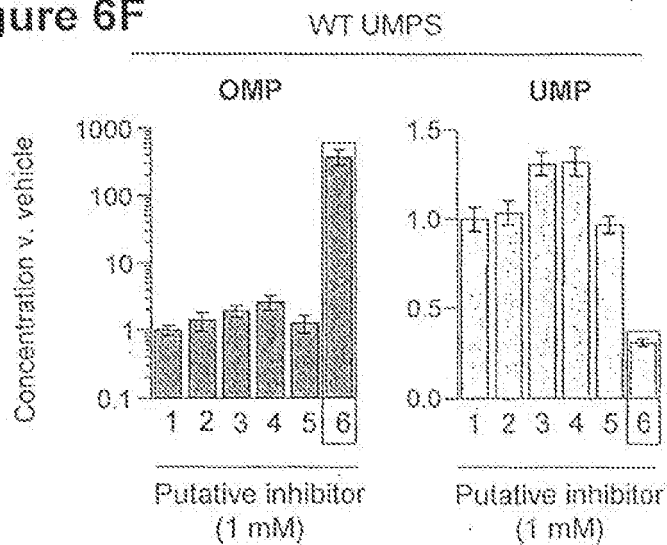 gure 6F
WT UMPS
OMP
UMP
Concentration v. vehicle
1000
100
10
1
0.1
1 2 3 4 5 6
Putative inhibitor
(1 mM)
1.5
1.0
0.5
0.0
1 2 3 4 5 6
Putative inhibitor
(1 mM)